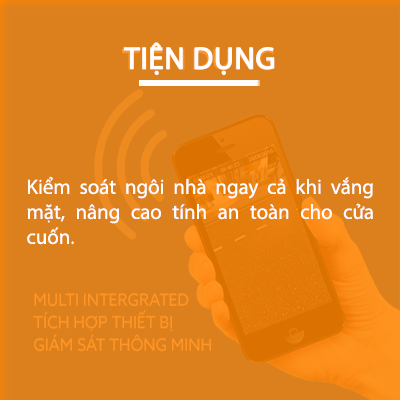 TIỆN DỤNG
Kiểm soát ngôi nhà ngay cả khi vắng
mặt, nâng cao tính an toàn cho cửa
cuốn.
MULTI INTERGRATED
TÍCH HỢP THIẾT BỊ
GIÁM SÁT THÔNG MINH